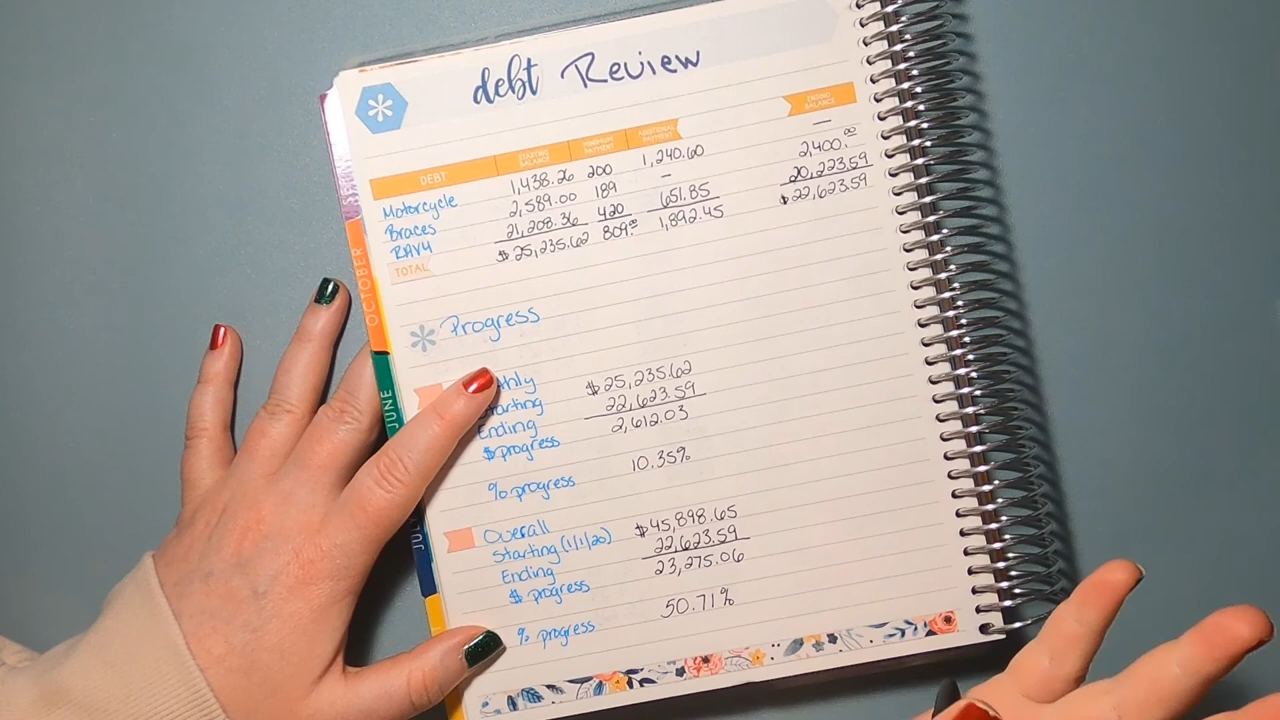 debt Review
DEBT STARTING BALANCE MINIMUM PAYMENT ADDITIONAL PAYMENT ENDING BALANCE
Motorcycle 1,438.26 200 1,240.60 —
Braces 2,589.00 189 — 2,400.00
RAV4 21,208.36 420 651.85 20,223.59
TOTAL $25,235.62 809.00 1,892.45 $22,623.59
Progress
thly
tarting $25,235.62
Ending 22,623.59
$progress 2,612.03
% progress 10.35%
Overall
Starting (1/1/20) $45,898.65
Ending 22,623.59
$ progress 23,275.06
% progress 50.71%
OCTOBER
JUNE